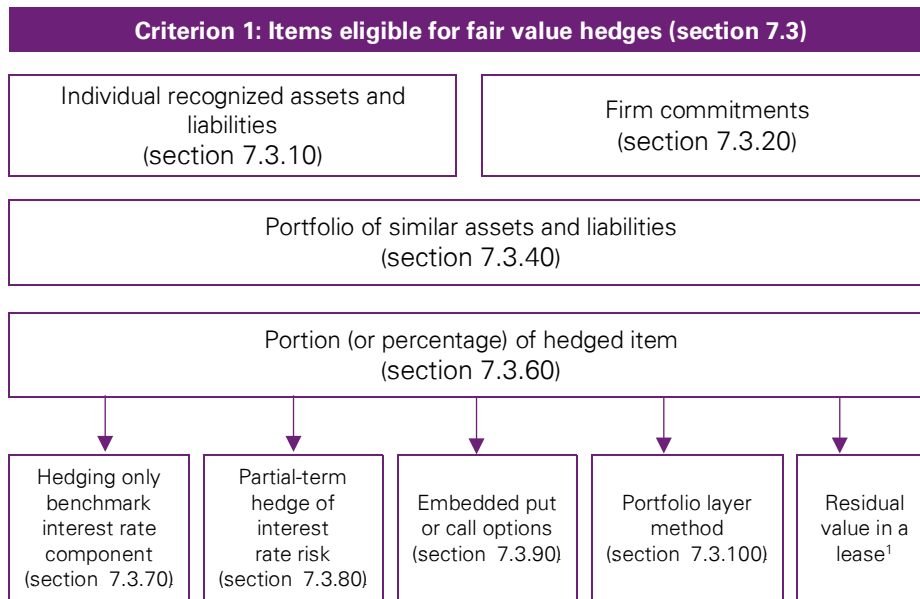 Criterion 1: Items eligible for fair value hedges (section 7.3)
Individual recognized assets and
liabilities
(section 7.3.10)
Firm commitments
(section 7.3.20)
Portfolio of similar assets and liabilities
(section 7.3.40)
Portion (or percentage) of hedged item
(section 7.3.60)
Hedging only
benchmark
interest rate
component
(section 7.3.70)
Partial-term
hedge of
interest
rate risk
(section 7.3.80)
Embedded put
or call options
(section 7.3.90)
Portfolio layer
method
(section 7.3.100)
Residual
value in a
lease¹